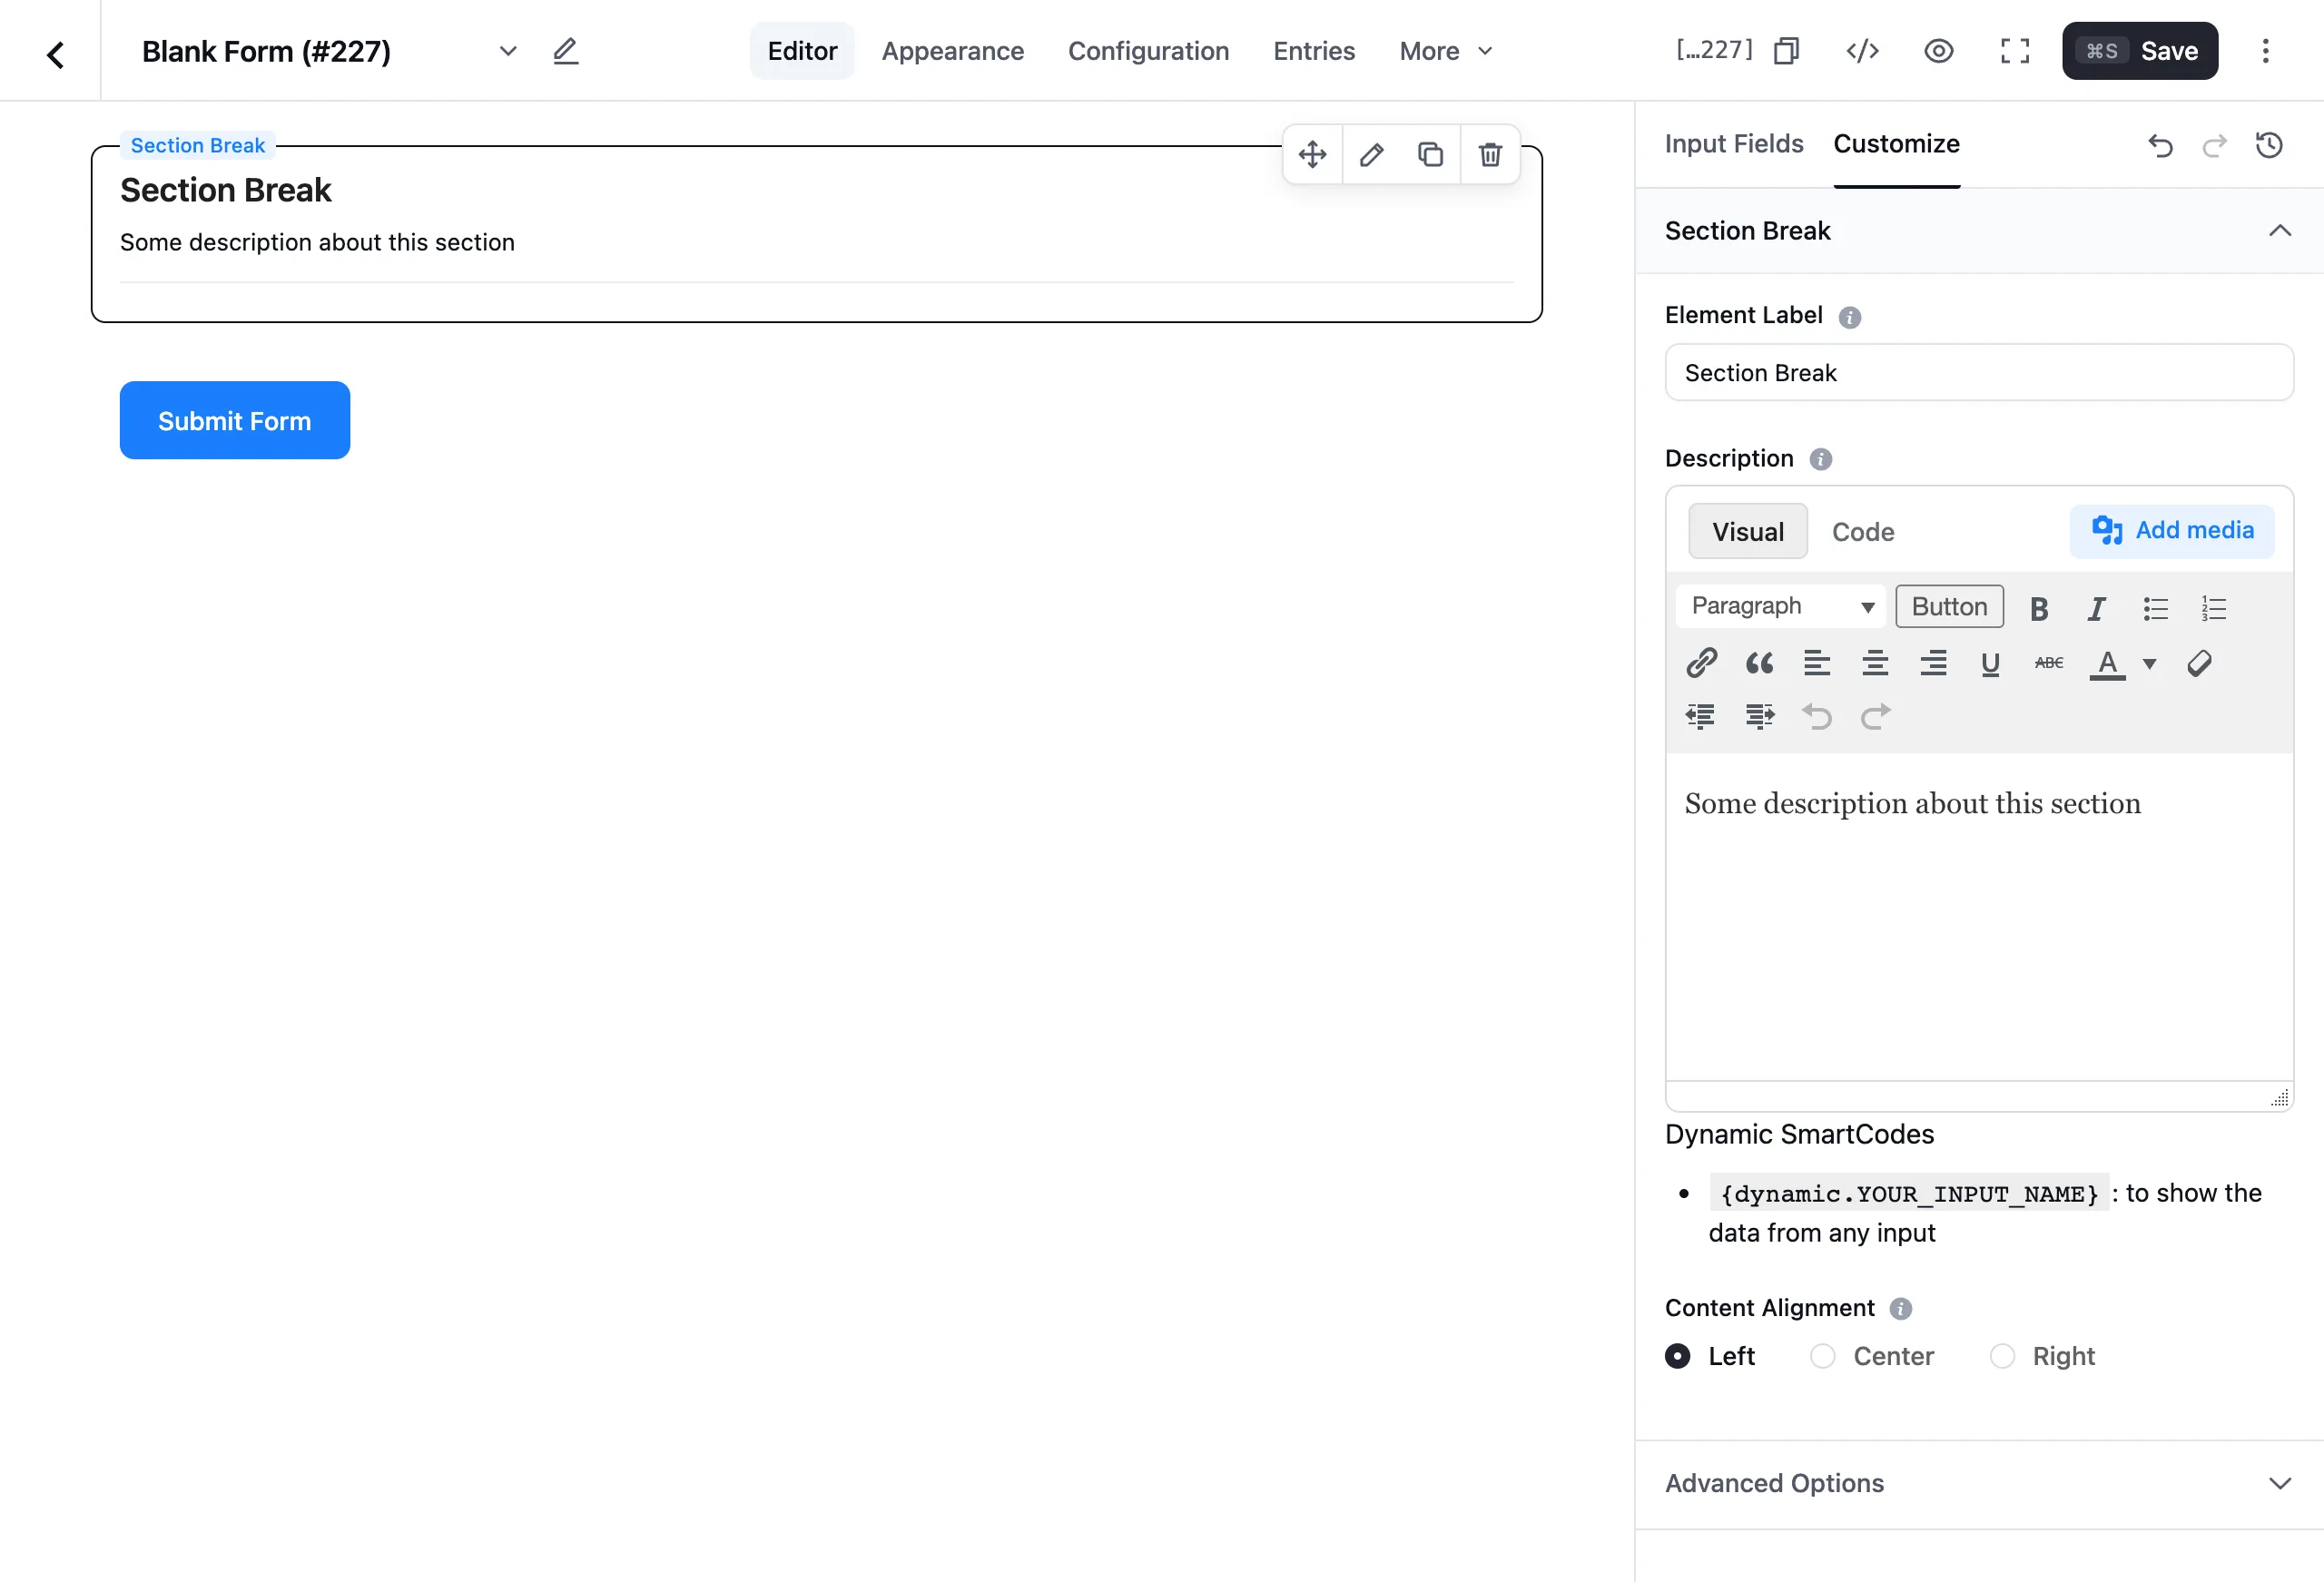 Blank Form (#227)
Editor
Appearance
Configuration
Entries
More
[...227]
⌘S Save
Section Break
Section Break
Some description about this section
Submit Form
Input Fields
Customize
Section Break
Element Label
Section Break
Description
Visual
Code
Add media
Paragraph
Button
B
I
U
ABC
A
Some description about this section
Dynamic SmartCodes
{dynamic.YOUR_INPUT_NAME} : to show the
data from any input
Content Alignment
Left
Center
Right
Advanced Options